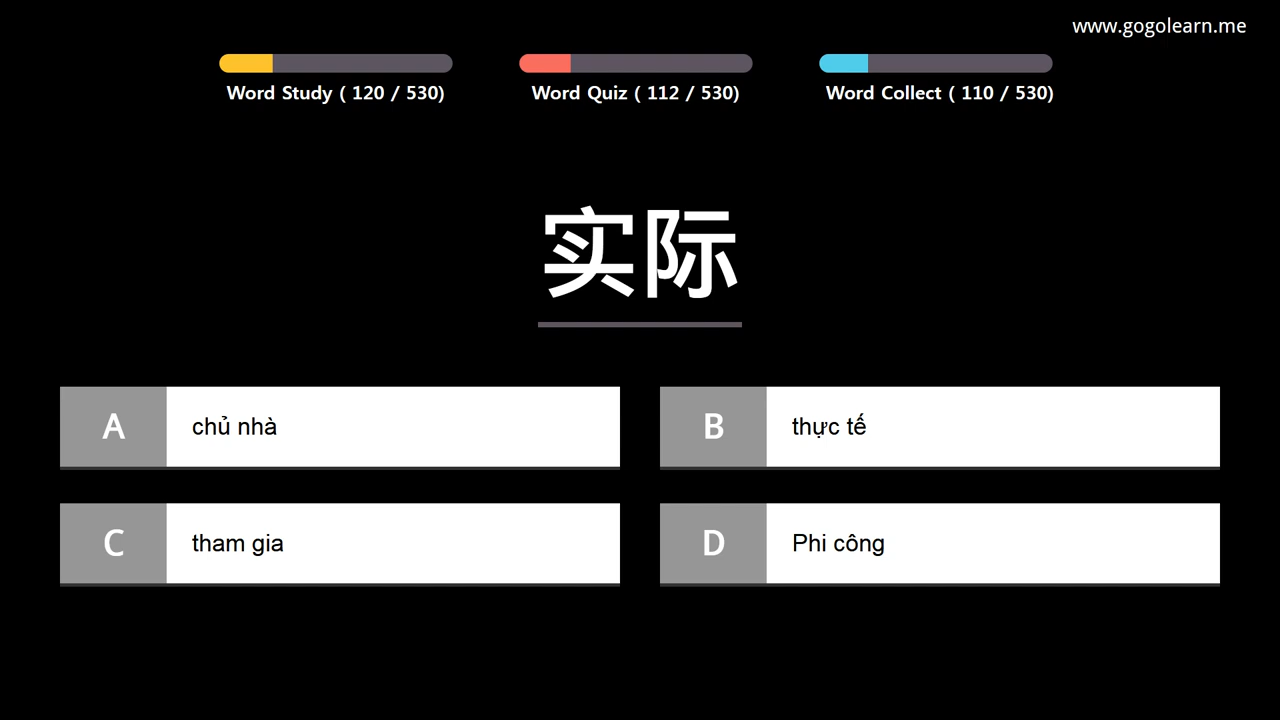 www.gogolearn.me
Word Study ( 120 / 530)
Word Quiz ( 112 / 530)
Word Collect ( 110 / 530)
实际
A chủ nhà
B thực tế
C tham gia
D Phi công